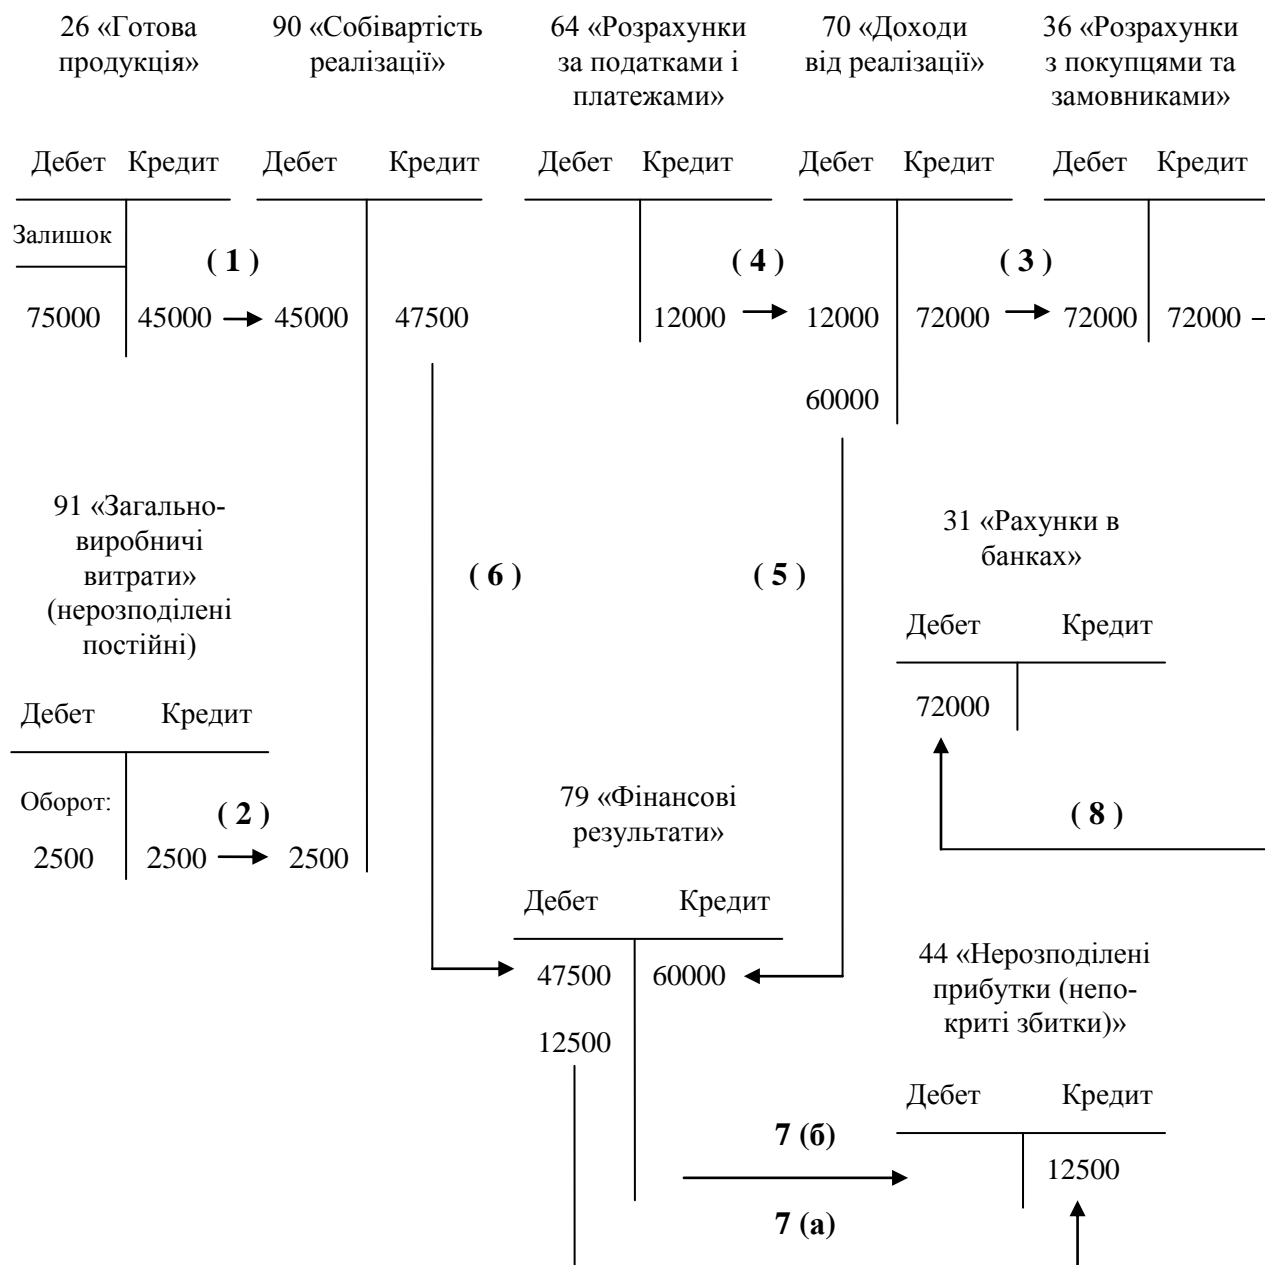 26 «Готова
продукція»
90 «Собівартість
реалізації»
64 «Розрахунки
за податками і
платежами»
70 «Доходи
від реалізації»
36 «Розрахунки
з покупцями та
замовниками»
Дебет Кредит Дебет Кредит Дебет Кредит Дебет Кредит Дебет Кредит
Залишок
( 1 ) ( 4 ) ( 3 )
75000 45000 45000 47500 12000 12000 72000 72000 72000
60000
91 «Загально-
виробничі
витрати»
(нерозподілені
постійні)
( 6 ) ( 5 )
31 «Рахунки в
банках»
Дебет Кредит
72000
Дебет Кредит
Оборот:
( 2 )
2500 2500 2500
79 «Фінансові
результати»
( 8 )
Дебет Кредит
47500 60000
12500
44 «Нерозподілені
прибутки (непо-
криті збитки)»
Дебет Кредит
7 (б)
12500
7 (а)